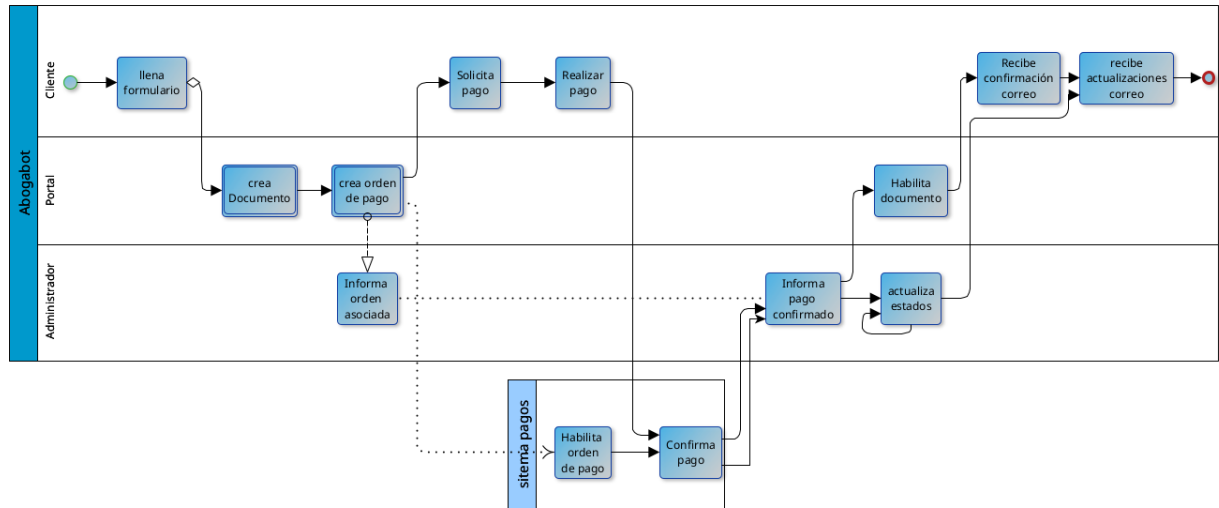 Abogabot
Cliente
llena
formulario
Solicita
pago
Realizar
pago
Recibe
confirmación
correo
recibe
actualizaciones
correo
Portal
crea
Documento
crea orden
de pago
Habilita
documento
Administrador
Informa
orden
asociada
Informa
pago
confirmado
actualiza
estados
sitema pagos
Habilita
orden
de pago
Confirma
pago